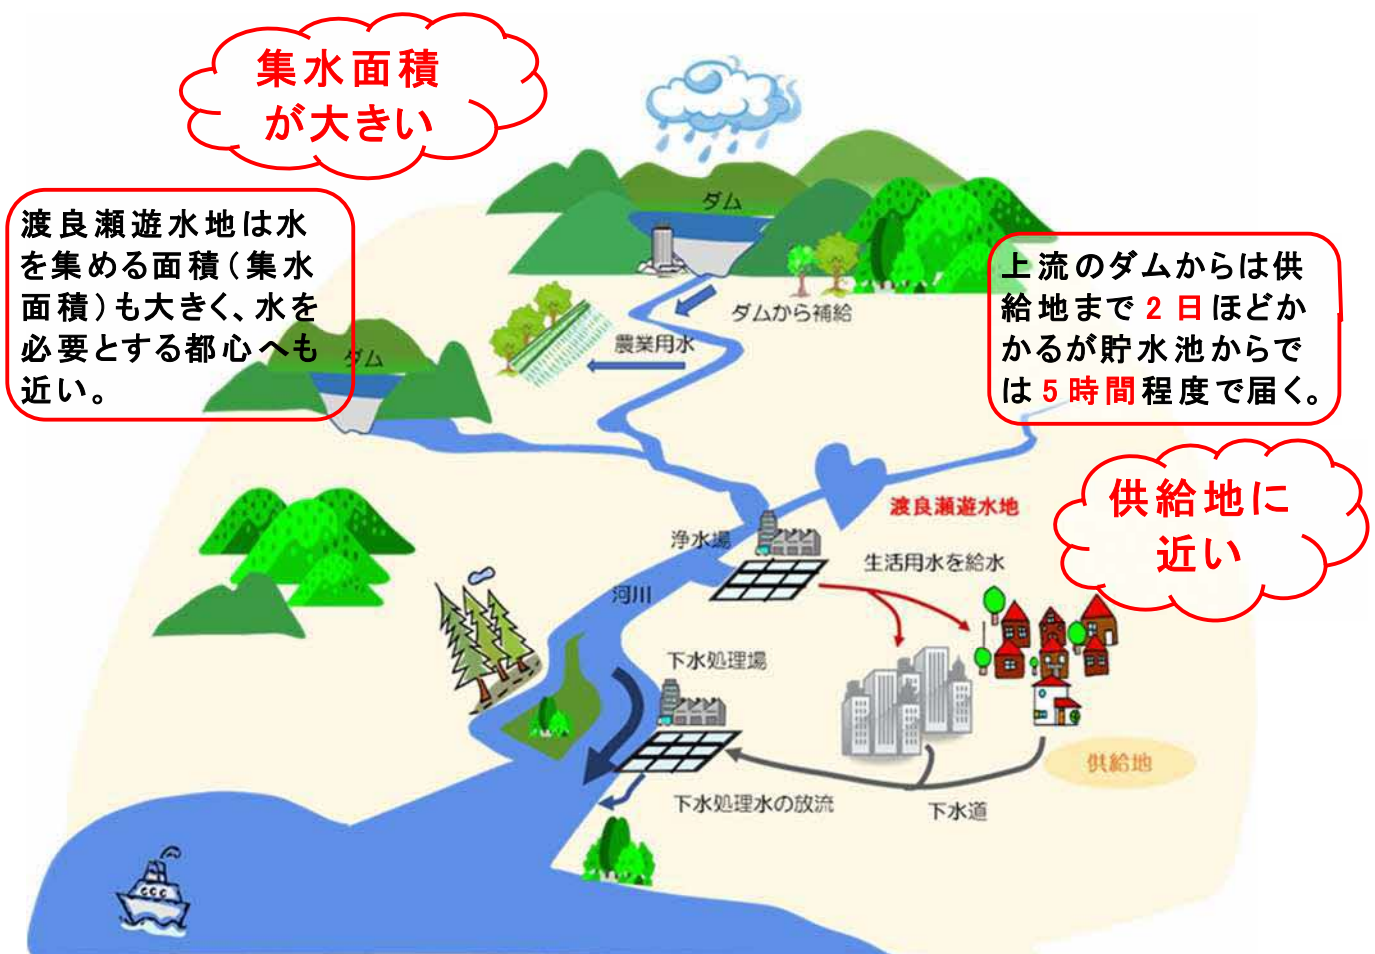 集水面積
が大きい
渡良瀬遊水地は水
を集める面積(集水
面積)も大きく、水を
必要とする都心へも
近い。
ダム
ダム
ダムから補給
農業用水
上流のダムからは供
給地まで2日ほどか
かるが貯水池からで
は5時間程度で届く。
供給地に
近い
渡良瀬遊水地
浄水場
生活用水を給水
河川
下水処理場
供給地
下水処理水の放流
下水道